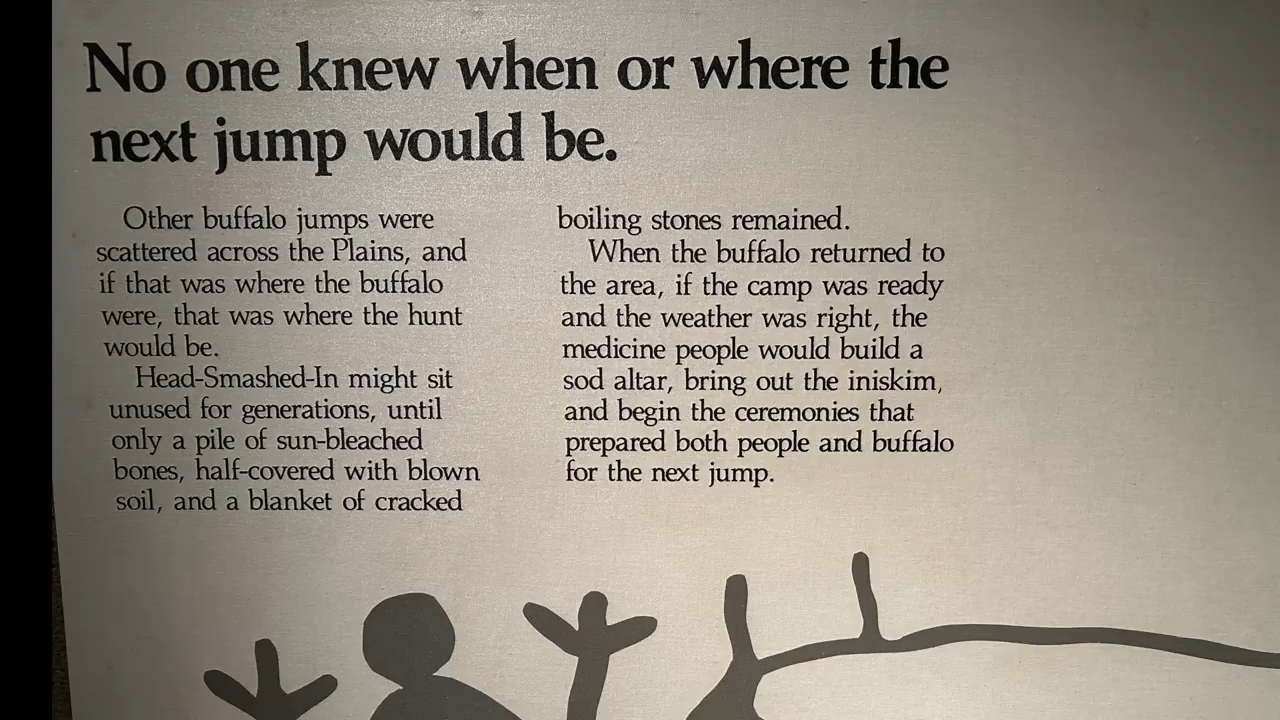 No one knew when or where the
next jump would be.
Other buffalo jumps were
scattered across the Plains, and
if that was where the buffalo
were, that was where the hunt
would be.
Head-Smashed-In might sit
unused for generations, until
only a pile of sun-bleached
bones, half-covered with blown
soil, and a blanket of cracked
boiling stones remained.
When the buffalo returned to
the area, if the camp was ready
and the weather was right, the
medicine people would build a
sod altar, bring out the iniskim,
and begin the ceremonies that
prepared both people and buffalo
for the next jump.